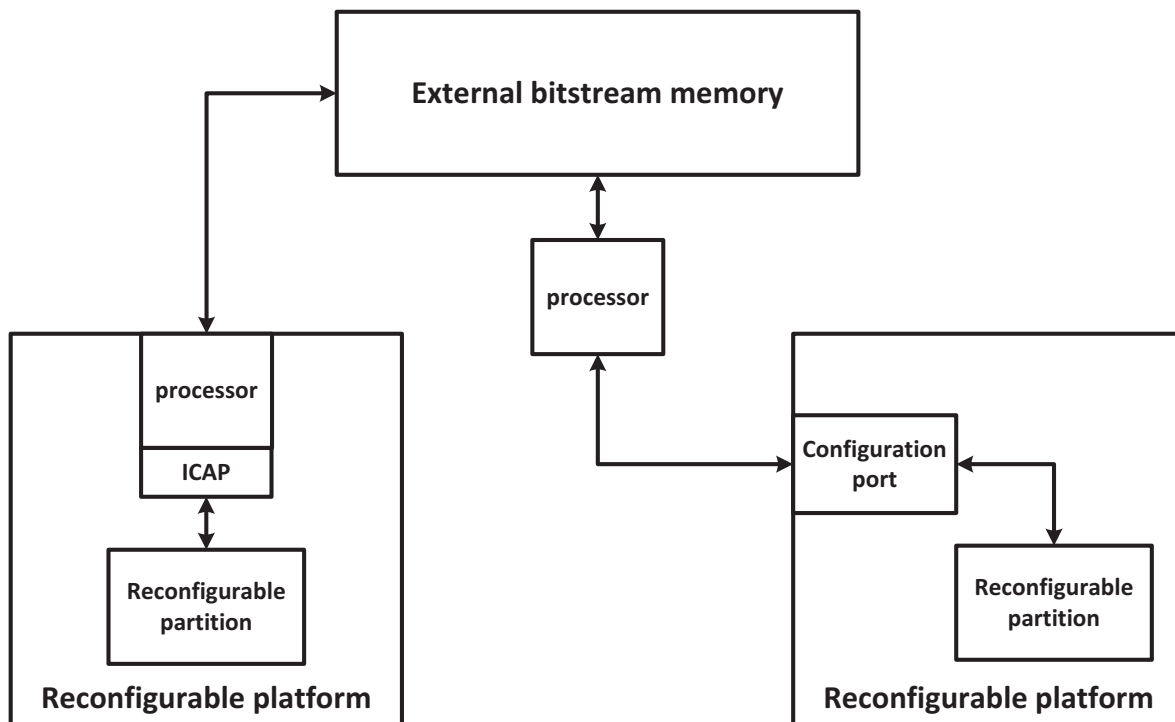 External bitstream memory
processor
processor
ICAP
Configuration
port
Reconfigurable
partition
Reconfigurable
partition
Reconfigurable platform
Reconfigurable platform